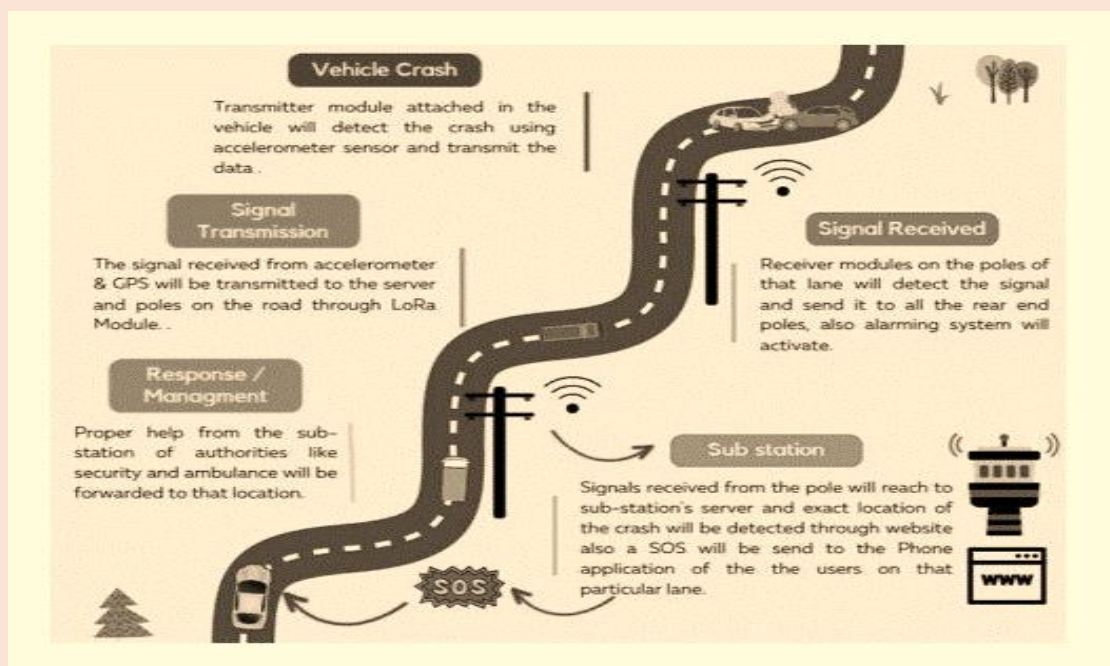 Vehicle Crash
Transmitter module attached in the
vehicle will detect the crash using
accelerometer sensor and transmit the
data..
Signal
Transmission
The signal received from accelerometer
& GPS will be transmitted to the server
and poles on the road through LoRa
Module. .
Signal Received
Receiver modules on the poles of
that lane will detect the signal
and send it to all the rear end
poles, also alarming system will
activate.
Response /
Managment
Proper help from the sub-
station of authorities like
security and ambulance will be
forwarded to that location.
Sub station
Signals received from the pole will reach to
sub-station's server and exact location of
the crash will be detected through website
also a SOS will be send to the Phone
application of the the users on that
particular lane.
SOS
www